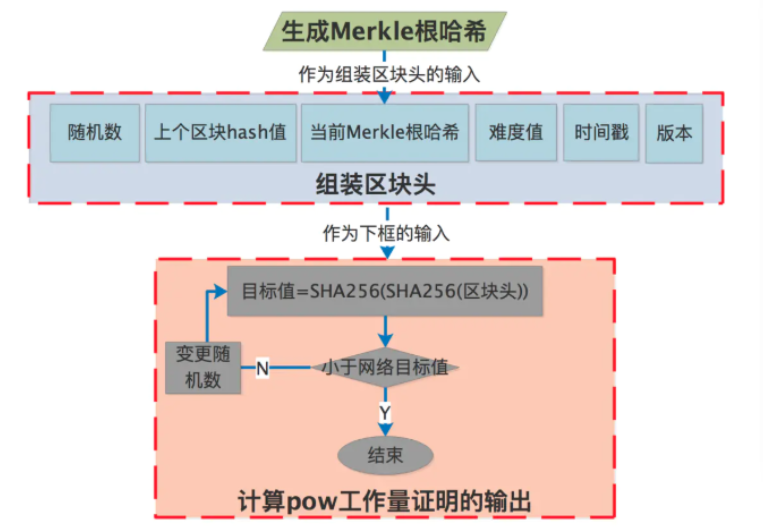 生成Merkle根哈希
作为组装区块头的输入
随机数
上个区块hash值
当前Merkle根哈希
难度值
时间戳
版本
组装区块头
作为下框的输入
目标值=SHA256(SHA256(区块头))
变更随
机数
N
小于网络目标值
Y
结束
计算pow工作量证明的输出